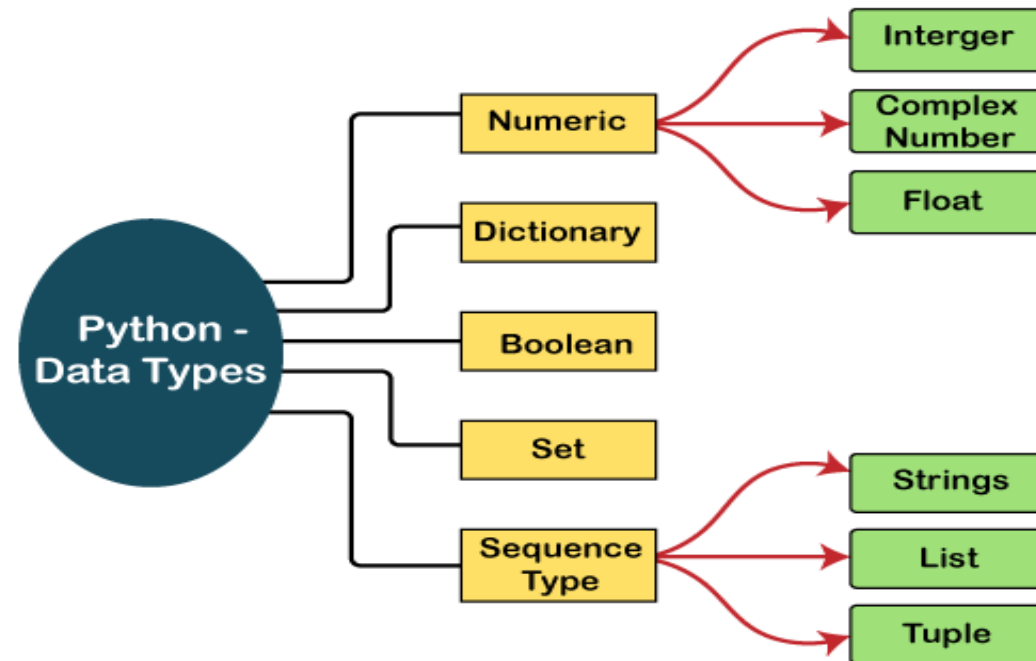 Python -
Data Types
Numeric
Dictionary
Boolean
Set
Sequence
Type
Interger
Complex
Number
Float
Strings
List
Tuple